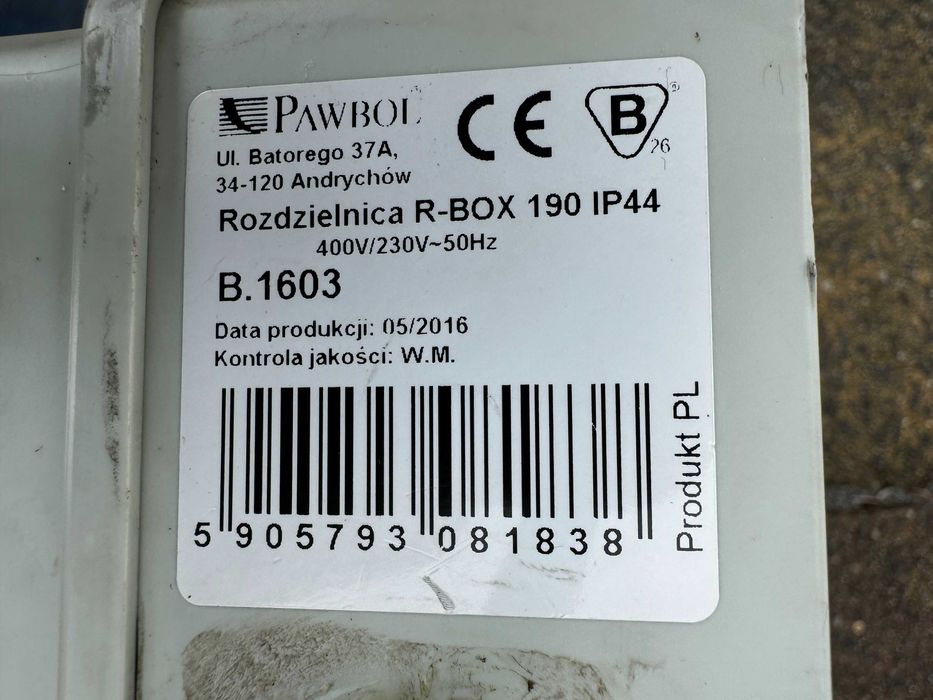 PAWBOL
CE
B
26
Ul. Batorego 37A,
34-120 Andrychów
Rozdzielnica R-BOX 190 IP44
400V/230V~50Hz
B.1603
Data produkcji: 05/2016
Kontrola jakości: W.M.
5 905793 081838
Produkt PL